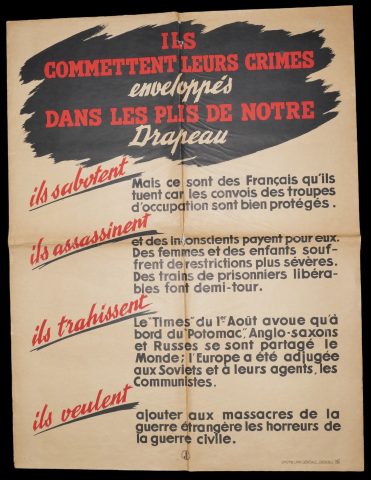 ILS
COMMETTENT LEURS CRIMES
enveloppés
DANS LES PLIS DE NOTRE
Drapeau
ils sabotent
Mais ce sont des Français qu'ils
tuent car les convois des troupes
d'occupation sont bien protégés.
ils assassinent
et des inconscients payent pour eux.
Des femmes et des enfants souf-
frent de restrictions plus sévères.
Des trains de prisonniers libéra-
bles font demi-tour.
ils trahissent
Le "Times" du 1er Août avoue qu'à
bord du "Potomac", Anglo-saxons
et Russes se sont partagé le
Monde; l'Europe a été adjugée
aux Soviets et à leurs agents, les
communistes.
ils veulent
ajouter aux massacres de la
guerre étrangère les horreurs de
la guerre civile.